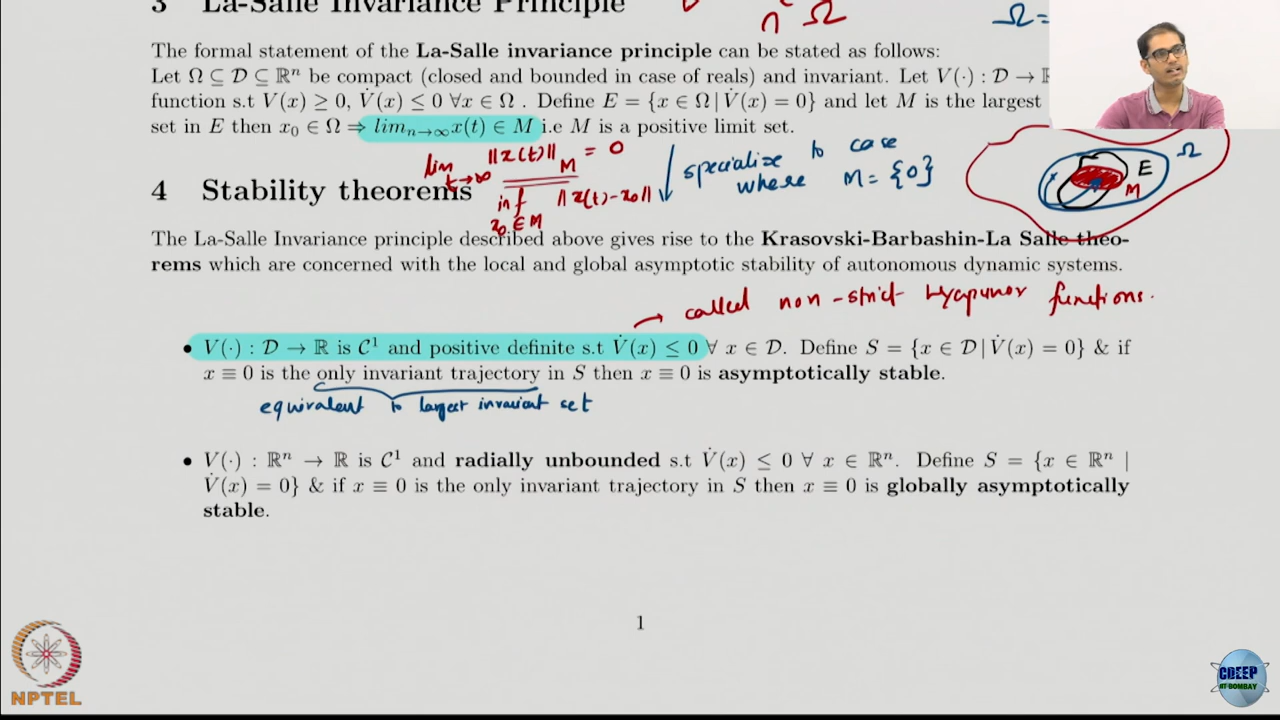 3 La-Salle Invariance Principle
∩ Ω
Ω =
The formal statement of the La-Salle invariance principle can be stated as follows:
Let Ω ⊆ D ⊆ ℝⁿ be compact (closed and bounded in case of reals) and invariant. Let V(·) : D → ℝ
function s.t V(x) ≥ 0, V̇(x) ≤ 0 ∀x ∈ Ω . Define E = {x ∈ Ω | V̇(x) = 0} and let M is the largest
set in E then x₀ ∈ Ω ⇒ limₙ→∞x(t) ∈ M i.e M is a positive limit set.
lim t→∞ ||x(t)||_M = 0
inf x₀ ∈ M ||x(t) - x₀||
specialize to case
where M = {0}
Ω
E
M
4 Stability theorems
The La-Salle Invariance principle described above gives rise to the Krasovski-Barbashin-La Salle theo-
rems which are concerned with the local and global asymptotic stability of autonomous dynamic systems.
→ called non-strict Lyapunov functions.
• V(·) : D → ℝ is C¹ and positive definite s.t V̇(x) ≤ 0 ∀ x ∈ D. Define S = {x ∈ D | V̇(x) = 0} & if
x ≡ 0 is the only invariant trajectory in S then x ≡ 0 is asymptotically stable.
equivalent to largest invariant set
• V(·) : ℝⁿ → ℝ is C¹ and radially unbounded s.t V̇(x) ≤ 0 ∀ x ∈ ℝⁿ. Define S = {x ∈ ℝⁿ |
V̇(x) = 0} & if x ≡ 0 is the only invariant trajectory in S then x ≡ 0 is globally asymptotically
stable.
1
NPTEL
CDEEP
IIT BOMBAY